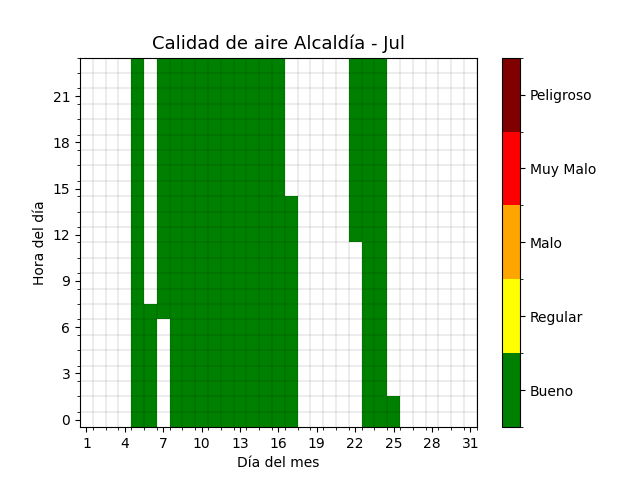 Calidad de aire Alcaldía - Jul
Hora del día
21
18
15
12
9
6
3
0
1 4 7 10 13 16 19 22 25 28 31
Día del mes
Peligroso
Muy Malo
Malo
Regular
Bueno